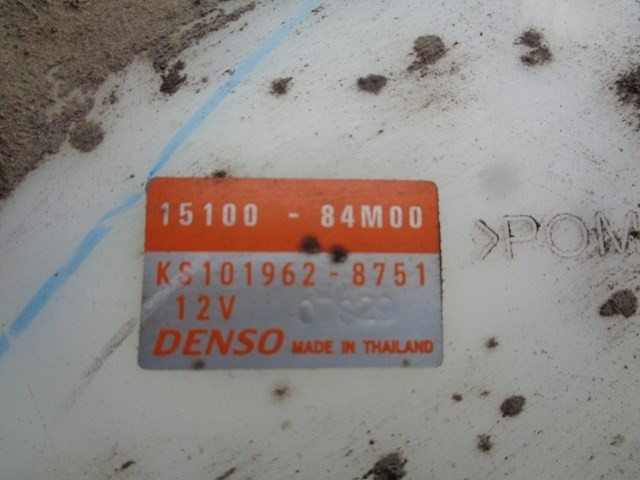 15100 - 84M00
KS101962-8751
12V
DENSO MADE IN THAILAND
>POM